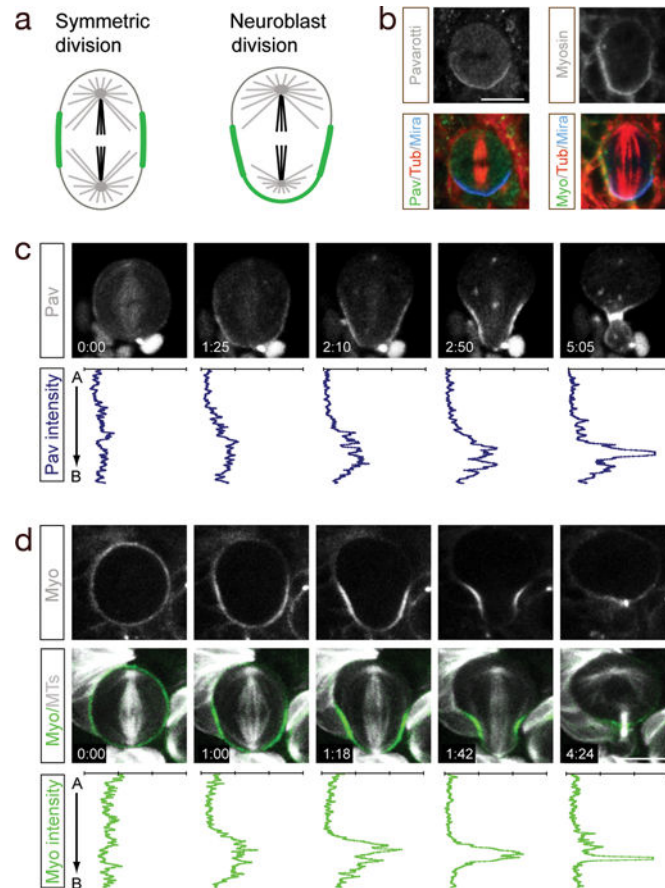 a
Symmetric
division
Neuroblast
division
b
Pavarotti
Myosin
Pav/Tub/Mira
Myo/Tub/Mira
c
Pav
0:00
1:25
2:10
2:50
5:05
Pav intensity
A
B
d
Myo
Myo/MTs
0:00
1:00
1:18
1:42
4:24
Myo intensity
A
B